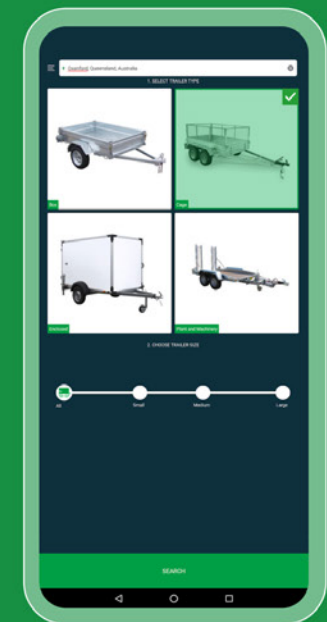 Oxenford, Queensland, Australia
1. SELECT TRAILER TYPE
Box
Cage
Enclosed
Plant and Machinery
2. CHOOSE TRAILER SIZE
All
Small
Medium
Large
SEARCH